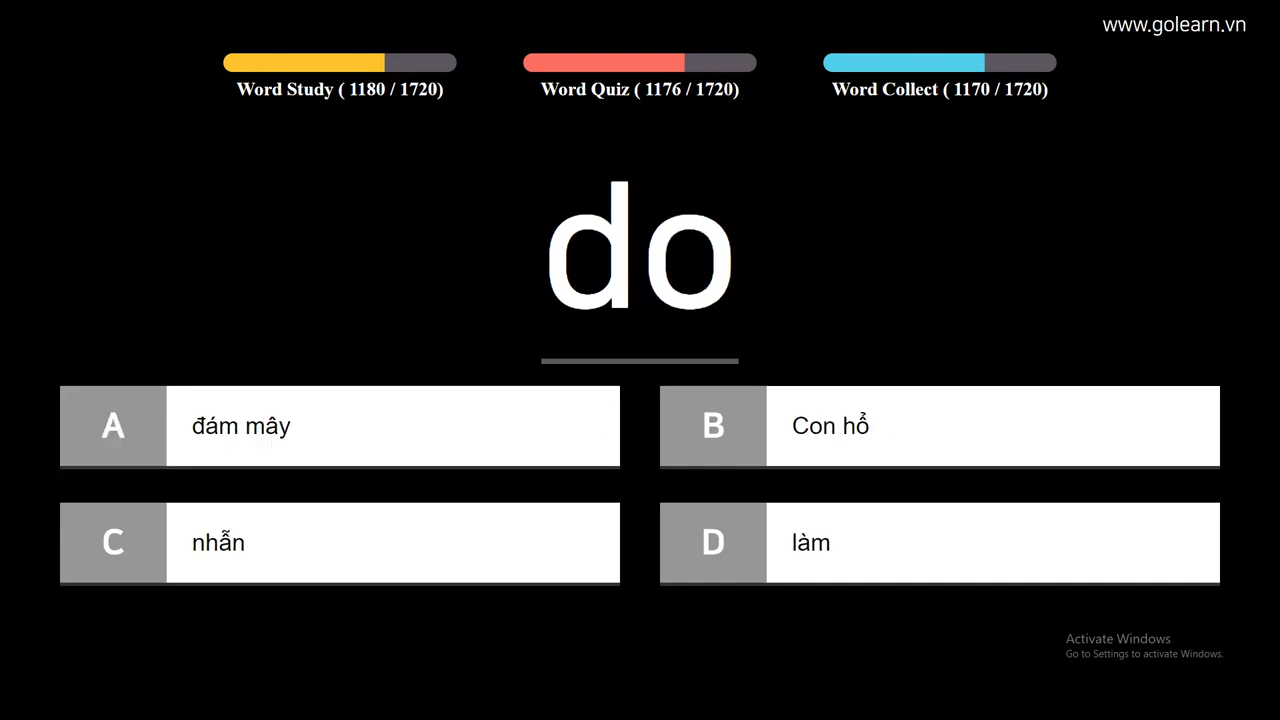 www.golearn.vn
Word Study ( 1180 / 1720)
Word Quiz ( 1176 / 1720)
Word Collect ( 1170 / 1720)
do
A đám mây
B Con hổ
C nhẫn
D làm
Activate Windows
Go to Settings to activate Windows.